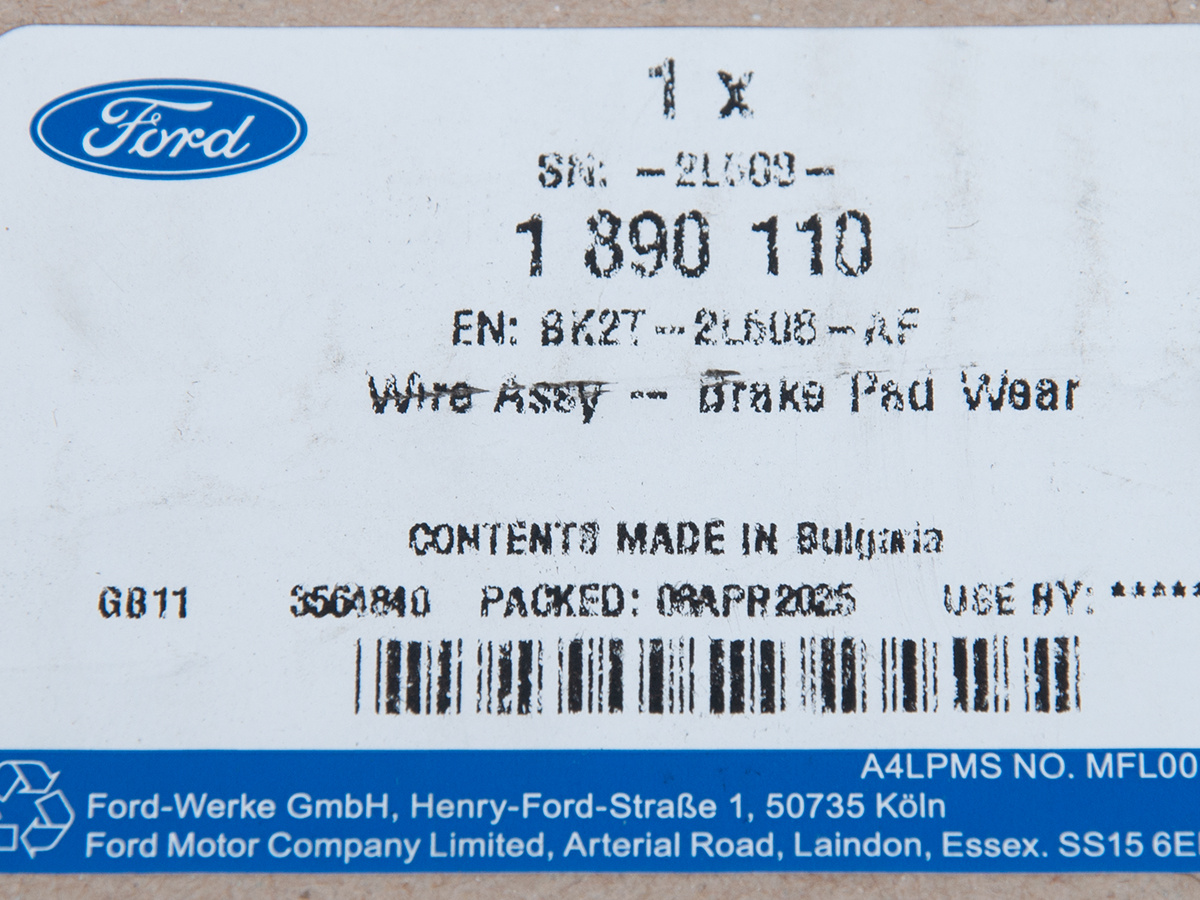 Ford
1 x
SN: -2L608-
1 890 110
EN: BK2T-2L608-AF
Wire Assy -- Brake Pad Wear
CONTENTS MADE IN Bulgaria
GB11 3564840 PACKED: 08APR2025 USE BY: *****
A4LPMS NO. MFL00
Ford-Werke GmbH, Henry-Ford-Straße 1, 50735 Köln
Ford Motor Company Limited, Arterial Road, Laindon, Essex. SS15 6E